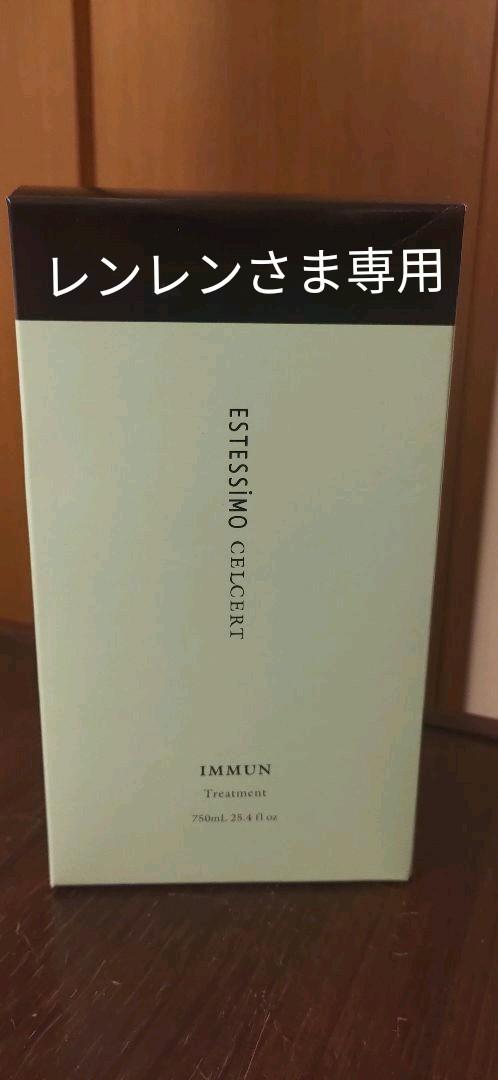 レンレンさま専用
ESTESSiMO CELCERT
IMMUN
Treatment
750mL 25.4 fl oz